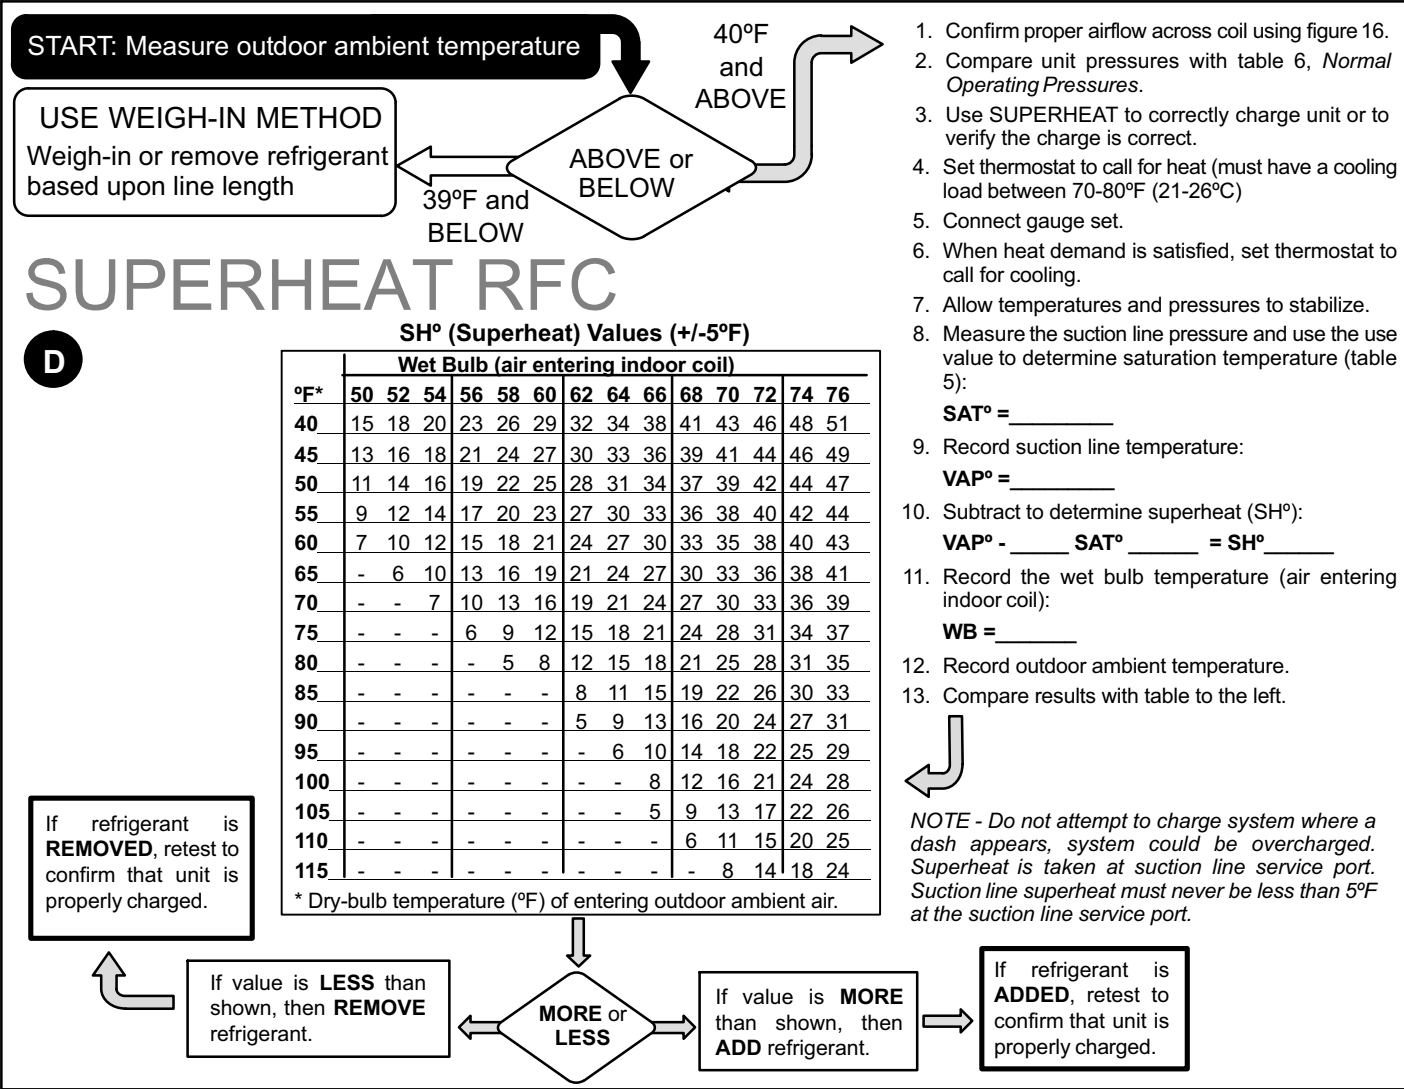 START: Measure outdoor ambient temperature
USE WEIGH-IN METHOD
Weigh-in or remove refrigerant
based upon line length
39ºF and
BELOW
ABOVE or
BELOW
40ºF
and
ABOVE
SUPERHEAT RFC
D
SHº (Superheat) Values (+/-5ºF)
Wet Bulb (air entering indoor coil)
ºF* 50 52 54 56 58 60 62 64 66 68 70 72 74 76
40 15 18 20 23 26 29 32 34 38 41 43 46 48 51
45 13 16 18 21 24 27 30 33 36 39 41 44 46 49
50 11 14 16 19 22 25 28 31 34 37 39 42 44 47
55 9 12 14 17 20 23 27 30 33 36 38 40 42 44
60 7 10 12 15 18 21 24 27 30 33 35 38 40 43
65 - 6 10 13 16 19 21 24 27 30 33 36 38 41
70 - - 7 10 13 16 19 21 24 27 30 33 36 39
75 - - - 6 9 12 15 18 21 24 28 31 34 37
80 - - - - 5 8 12 15 18 21 25 28 31 35
85 - - - - - - 8 11 15 19 22 26 30 33
90 - - - - - - 5 9 13 16 20 24 27 31
95 - - - - - - - 6 10 14 18 22 25 29
100 - - - - - - - - 8 12 16 21 24 28
105 - - - - - - - - 5 9 13 17 22 26
110 - - - - - - - - - 6 11 15 20 25
115 - - - - - - - - - - 8 14 18 24
* Dry-bulb temperature (ºF) of entering outdoor ambient air.
1. Confirm proper airflow across coil using figure 16.
2. Compare unit pressures with table 6, Normal
Operating Pressures.
3. Use SUPERHEAT to correctly charge unit or to
verify the charge is correct.
4. Set thermostat to call for heat (must have a cooling
load between 70-80ºF (21-26ºC)
5. Connect gauge set.
6. When heat demand is satisfied, set thermostat to
call for cooling.
7. Allow temperatures and pressures to stabilize.
8. Measure the suction line pressure and use the use
value to determine saturation temperature (table
5):
SATº =_________
9. Record suction line temperature:
VAPº =_________
10. Subtract to determine superheat (SHº):
VAPº - _____ SATº ______ = SHº______
11. Record the wet bulb temperature (air entering
indoor coil):
WB =_______
12. Record outdoor ambient temperature.
13. Compare results with table to the left.
NOTE - Do not attempt to charge system where a
dash appears, system could be overcharged.
Superheat is taken at suction line service port.
Suction line superheat must never be less than 5ºF
at the suction line service port.
If refrigerant is
REMOVED, retest to
confirm that unit is
properly charged.
If value is LESS than
shown, then REMOVE
refrigerant.
MORE or
LESS
If value is MORE
than shown, then
ADD refrigerant.
If refrigerant is
ADDED, retest to
confirm that unit is
properly charged.